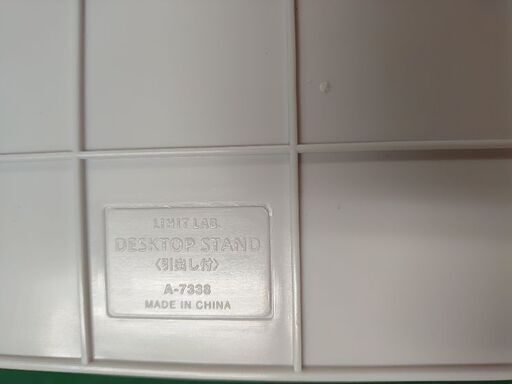 LIHIT LAB.
DESKTOP STAND
〈引出し付〉
A-7338
MADE IN CHINA